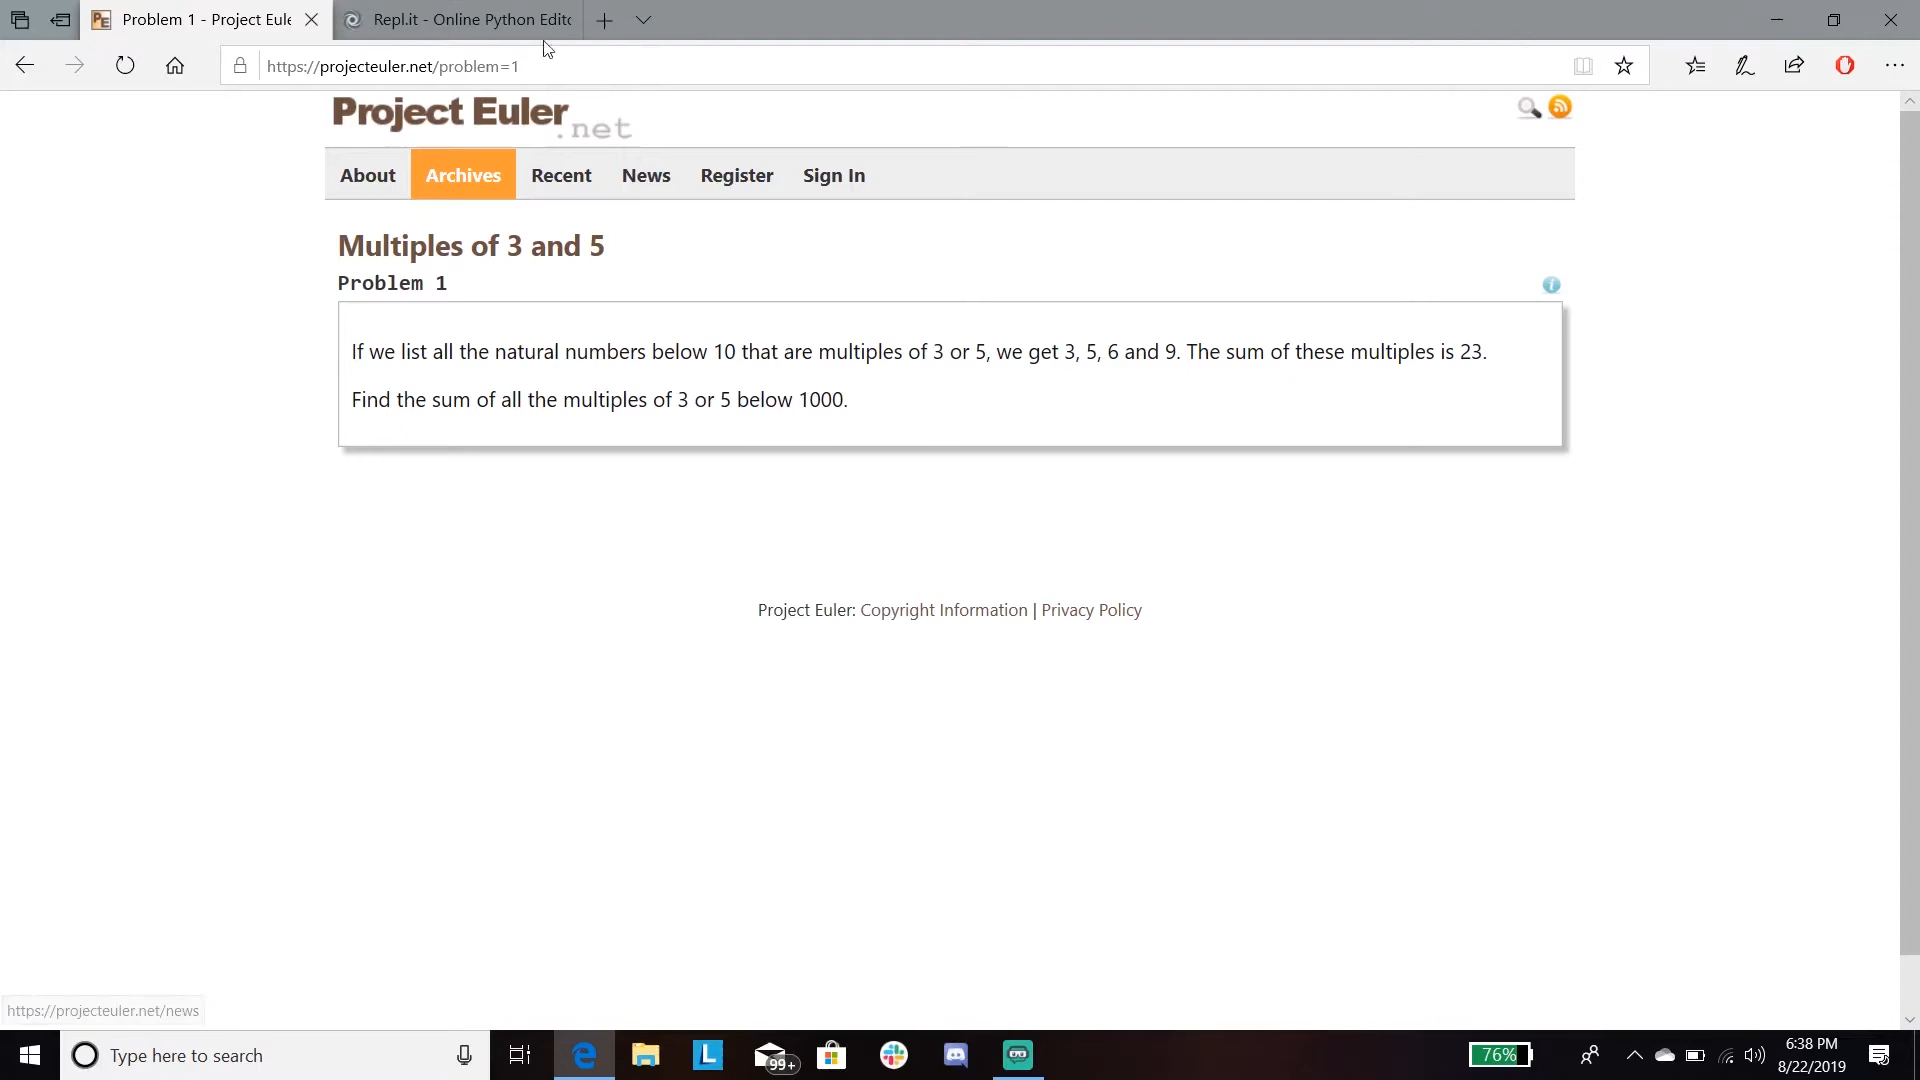 Problem 1 - Project Eule
Repl.it - Online Python Edito
https://projecteuler.net/problem=1
Project Euler
.net
About Archives Recent News Register Sign In
Multiples of 3 and 5
Problem 1
If we list all the natural numbers below 10 that are multiples of 3 or 5, we get 3, 5, 6 and 9. The sum of these multiples is 23.
Find the sum of all the multiples of 3 or 5 below 1000.
Project Euler: Copyright Information | Privacy Policy
https://projecteuler.net/news
Type here to search
99+
76%
6:38 PM
8/22/2019